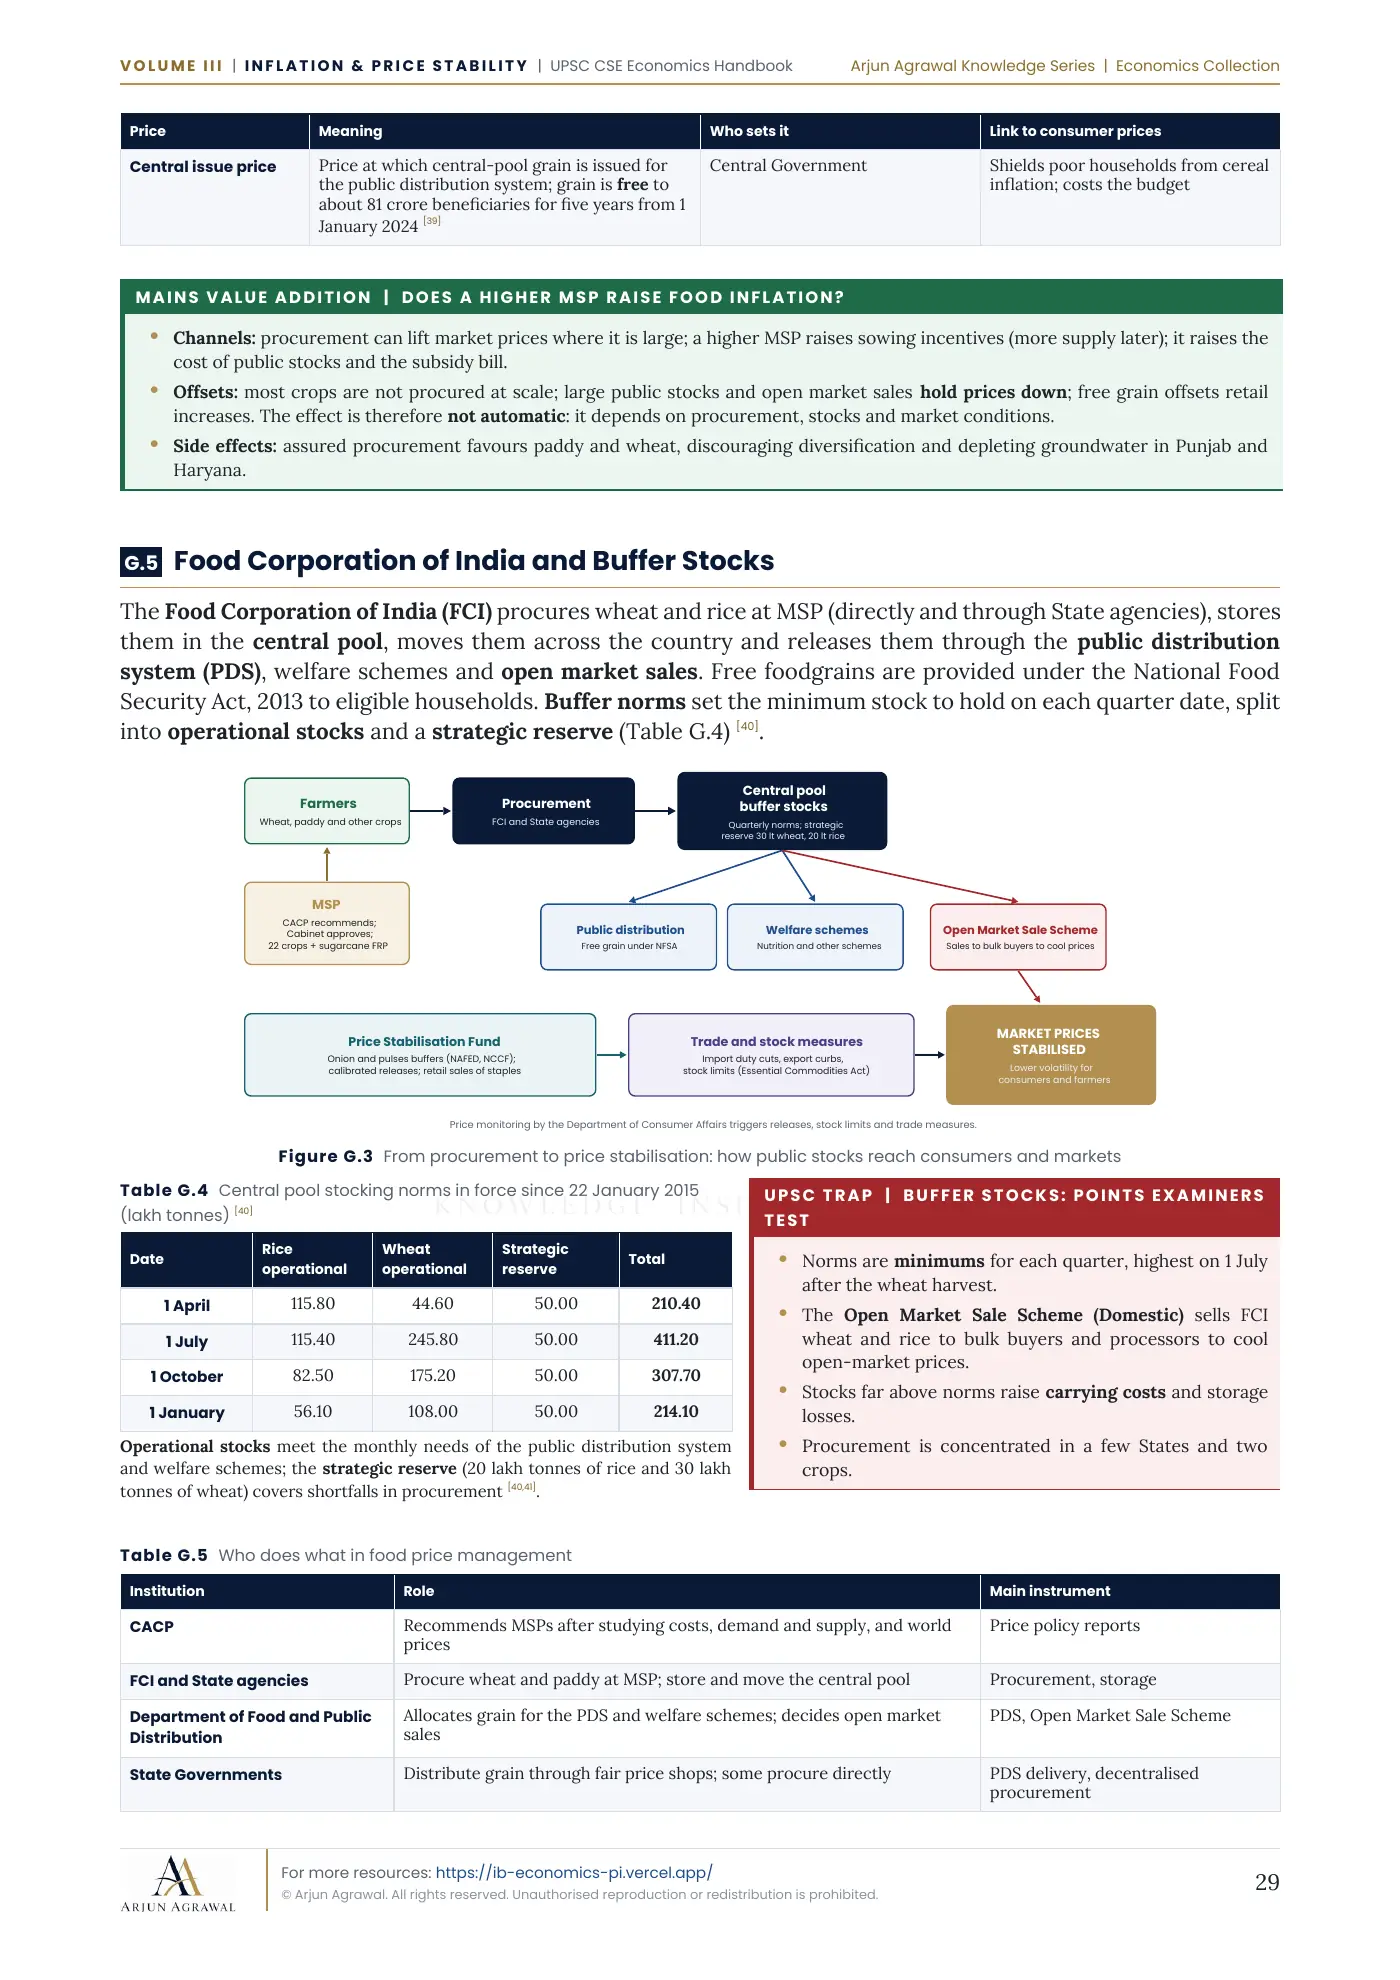 VOLUME III | INFLATION & PRICE STABILITY | UPSC CSE Economics Handbook
Arjun Agrawal Knowledge Series | Economics Collection
Price
Meaning
Who sets it
Link to consumer prices
Central issue price
Price at which central-pool grain is issued for
the public distribution system; grain is free to
about 81 crore beneficiaries for five years from 1
January 2024 [39]
Central Government
Shields poor households from cereal
inflation; costs the budget
MAINS VALUE ADDITION | DOES A HIGHER MSP RAISE FOOD INFLATION?
• Channels: procurement can lift market prices where it is large; a higher MSP raises sowing incentives (more supply later); it raises the
cost of public stocks and the subsidy bill.
• Offsets: most crops are not procured at scale; large public stocks and open market sales hold prices down; free grain offsets retail
increases. The effect is therefore not automatic: it depends on procurement, stocks and market conditions.
• Side effects: assured procurement favours paddy and wheat, discouraging diversification and depleting groundwater in Punjab and
Haryana.
G.5 Food Corporation of India and Buffer Stocks
The Food Corporation of India (FCI) procures wheat and rice at MSP (directly and through State agencies), stores
them in the central pool, moves them across the country and releases them through the public distribution
system (PDS), welfare schemes and open market sales. Free foodgrains are provided under the National Food
Security Act, 2013 to eligible households. Buffer norms set the minimum stock to hold on each quarter date, split
into operational stocks and a strategic reserve (Table G.4) [40].
Farmers
Wheat, paddy and other crops
Procurement
FCI and State agencies
Central pool
buffer stocks
Quarterly norms; strategic
reserve 30 lt wheat, 20 lt rice
MSP
CACP recommends;
Cabinet approves;
22 crops + sugarcane FRP
Public distribution
Free grain under NFSA
Welfare schemes
Nutrition and other schemes
Open Market Sale Scheme
Sales to bulk buyers to cool prices
Price Stabilisation Fund
Onion and pulses buffers (NAFED, NCCF);
calibrated releases; retail sales of staples
Trade and stock measures
Import duty cuts, export curbs,
stock limits (Essential Commodities Act)
MARKET PRICES
STABILISED
Lower volatility for
consumers and farmers
Price monitoring by the Department of Consumer Affairs triggers releases, stock limits and trade measures.
Figure G.3 From procurement to price stabilisation: how public stocks reach consumers and markets
Table G.4 Central pool stocking norms in force since 22 January 2015
(lakh tonnes) [40]
Date
Rice
operational
Wheat
operational
Strategic
reserve
Total
1 April 115.80 44.60 50.00 210.40
1 July 115.40 245.80 50.00 411.20
1 October 82.50 175.20 50.00 307.70
1 January 56.10 108.00 50.00 214.10
Operational stocks meet the monthly needs of the public distribution system
and welfare schemes; the strategic reserve (20 lakh tonnes of rice and 30 lakh
tonnes of wheat) covers shortfalls in procurement [40,41].
UPSC TRAP | BUFFER STOCKS: POINTS EXAMINERS
TEST
• Norms are minimums for each quarter, highest on 1 July
after the wheat harvest.
• The Open Market Sale Scheme (Domestic) sells FCI
wheat and rice to bulk buyers and processors to cool
open-market prices.
• Stocks far above norms raise carrying costs and storage
losses.
• Procurement is concentrated in a few States and two
crops.
Table G.5 Who does what in food price management
Institution
Role
Main instrument
CACP
Recommends MSPs after studying costs, demand and supply, and world
prices
Price policy reports
FCI and State agencies
Procure wheat and paddy at MSP; store and move the central pool
Procurement, storage
Department of Food and Public
Distribution
Allocates grain for the PDS and welfare schemes; decides open market
sales
PDS, Open Market Sale Scheme
State Governments
Distribute grain through fair price shops; some procure directly
PDS delivery, decentralised
procurement
ARJUN AGRAWAL
For more resources: https://ib-economics-pi.vercel.app/
© Arjun Agrawal. All rights reserved. Unauthorised reproduction or redistribution is prohibited.
29